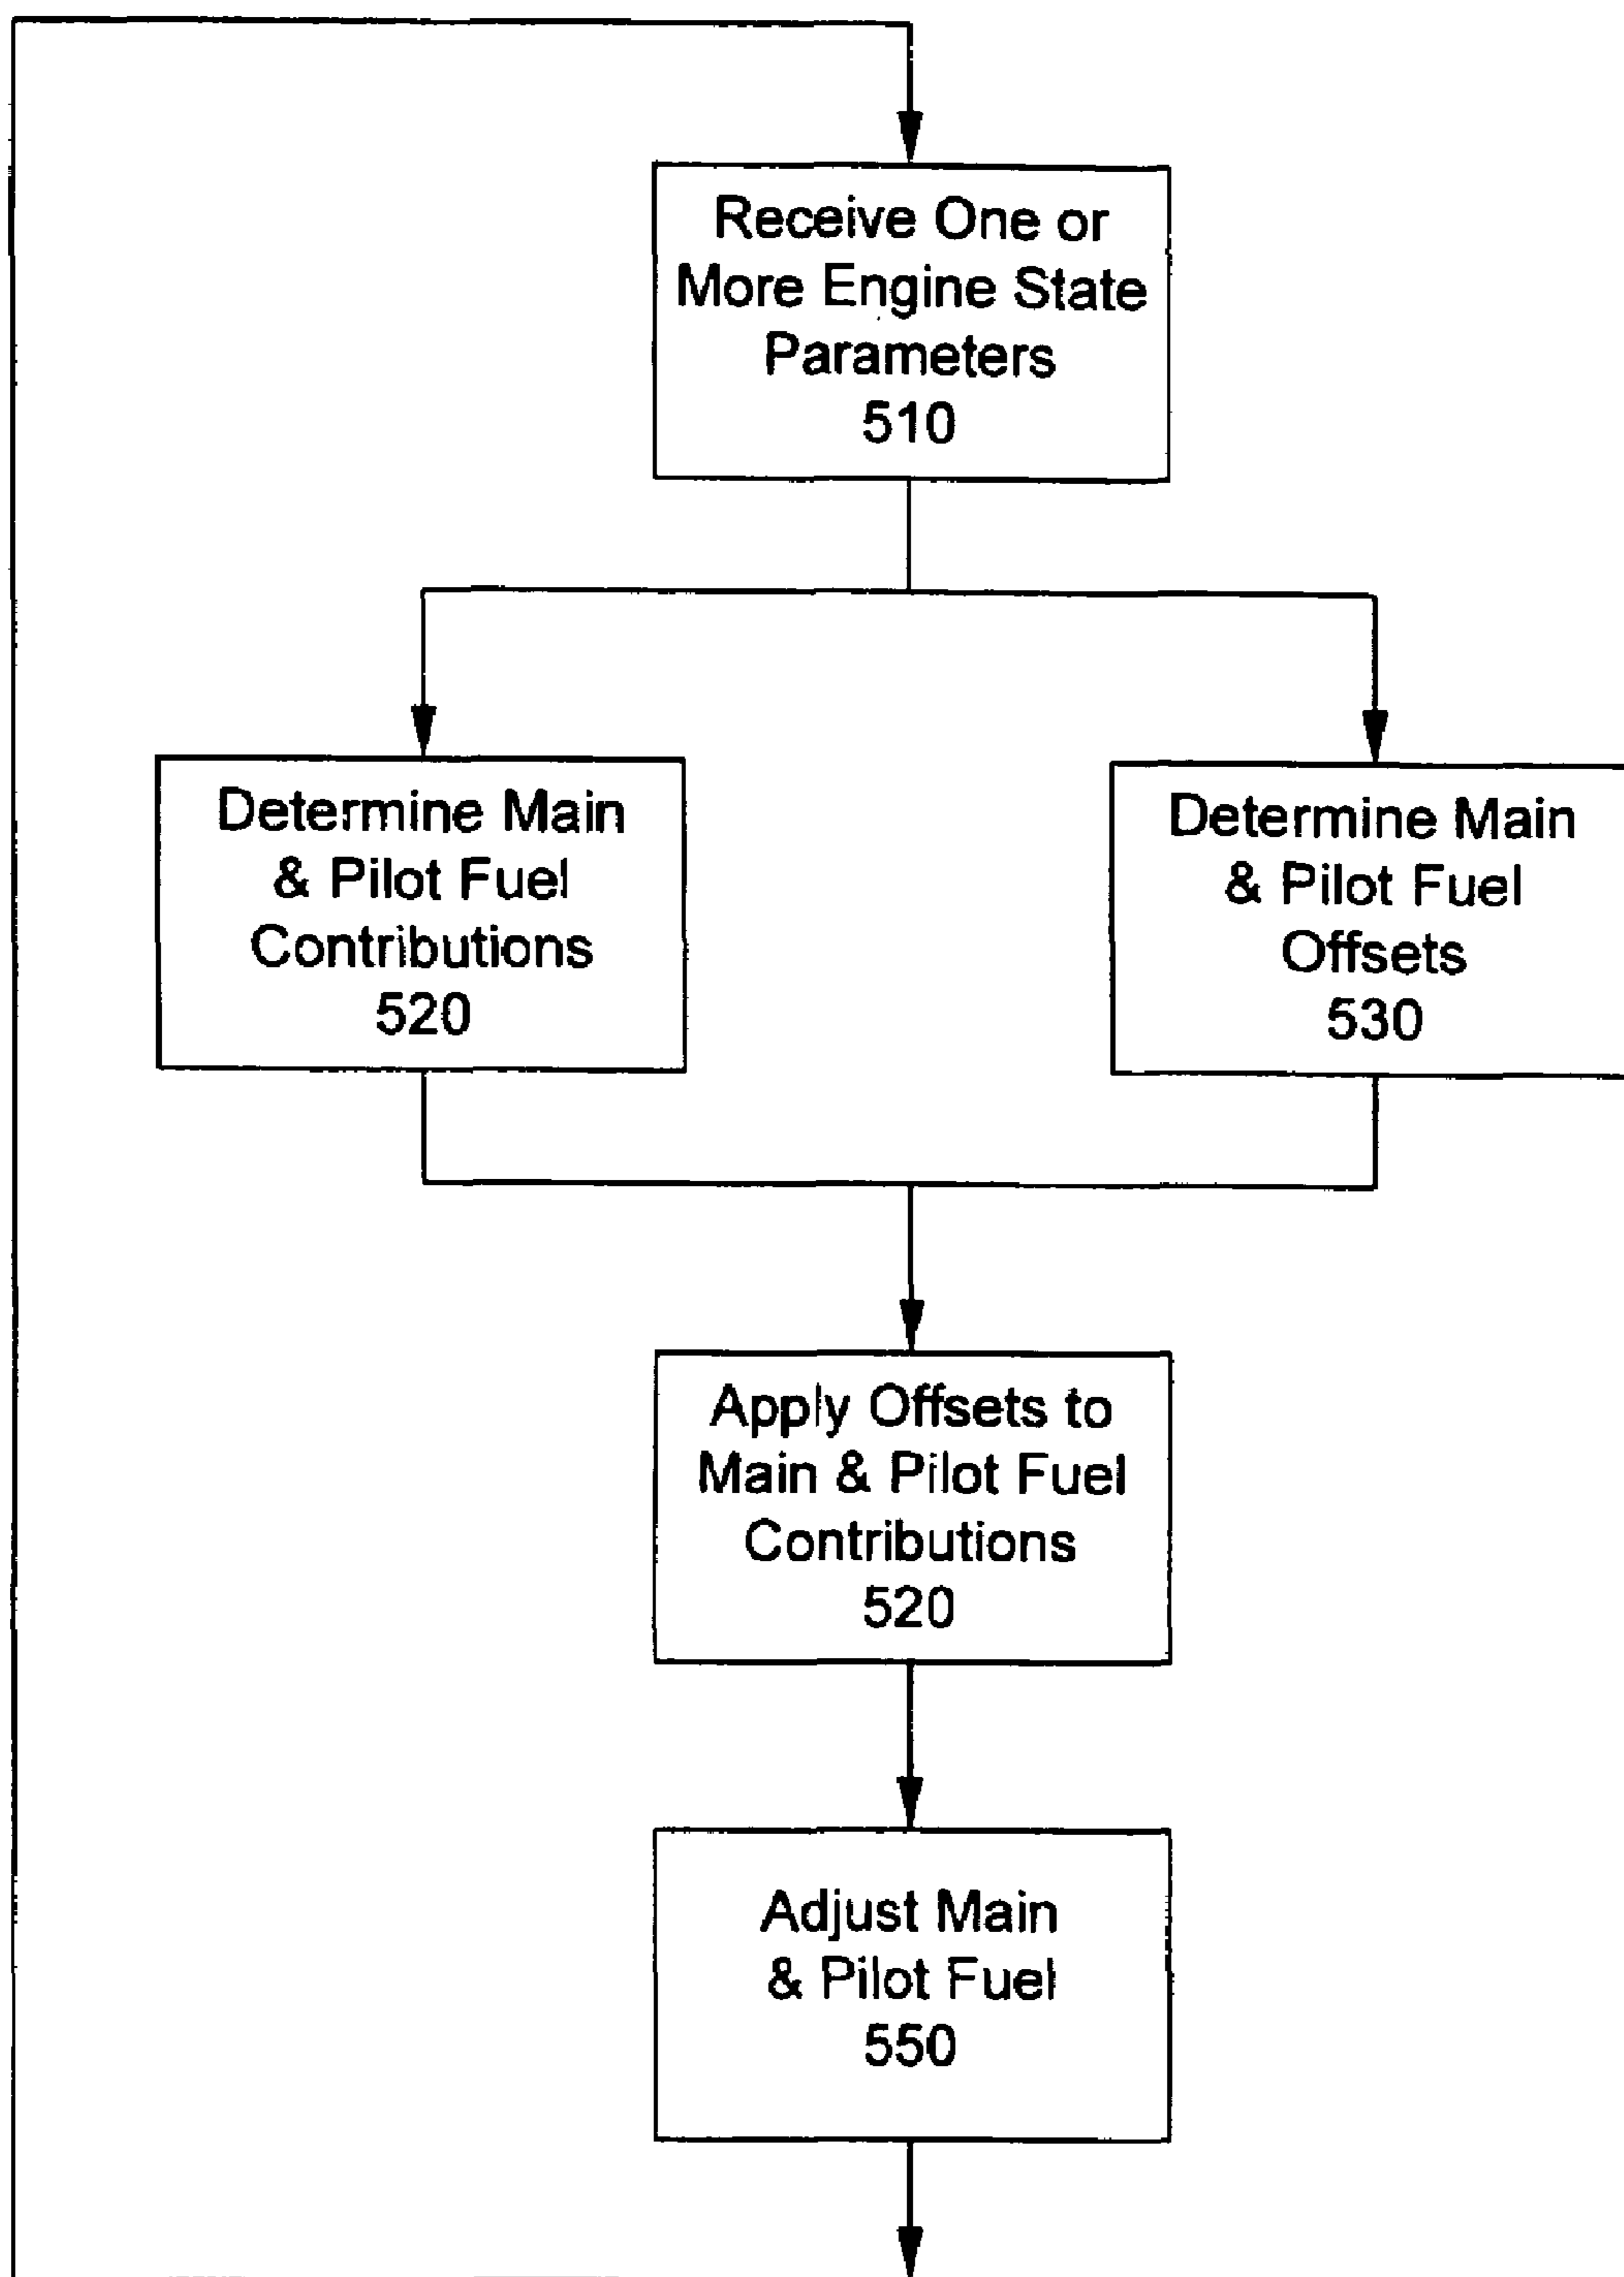 Receive One or
More Engine State
Parameters
510
Determine Main
& Pilot Fuel
Contributions
520
Determine Main
& Pilot Fuel
Offsets
530
Apply Offsets to
Main & Pilot Fuel
Contributions
520
Adjust Main
& Pilot Fuel
550